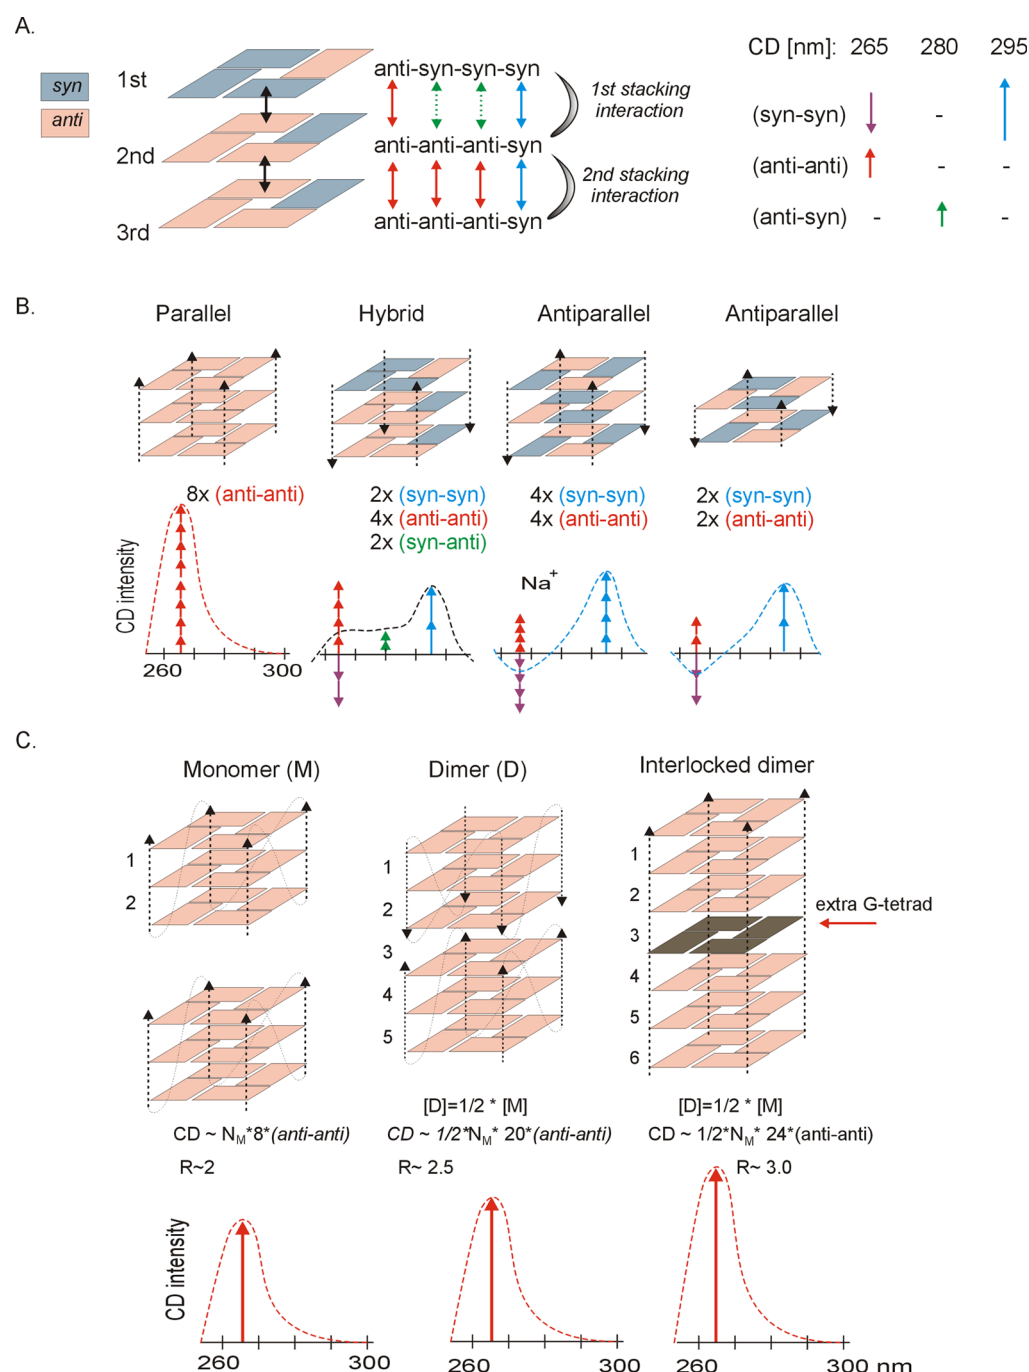 A.
syn
anti
1st
2nd
3rd
anti-syn-syn-syn
anti-anti-anti-syn
anti-anti-anti-syn
1st stacking
interaction
2nd stacking
interaction
CD [nm]: 265 280 295
(syn-syn) -
(anti-anti) - -
(anti-syn) - -
B.
Parallel
Hybrid
Antiparallel
Antiparallel
8x (anti-anti)
2x (syn-syn)
4x (anti-anti)
2x (syn-anti)
4x (syn-syn)
4x (anti-anti)
2x (syn-syn)
2x (anti-anti)
CD intensity
Na+
260 300
C.
Monomer (M)
Dimer (D)
Interlocked dimer
1
2
1
2
3
4
5
1
2
3
4
5
6
extra G-tetrad
CD ~ NM*8*(anti-anti)
R~2
[D]=1/2 * [M]
CD ~ 1/2*NM* 20*(anti-anti)
R~ 2.5
[D]=1/2 * [M]
CD ~ 1/2*NM* 24*(anti-anti)
R~ 3.0
CD intensity
260 300
260 300
260 300 nm